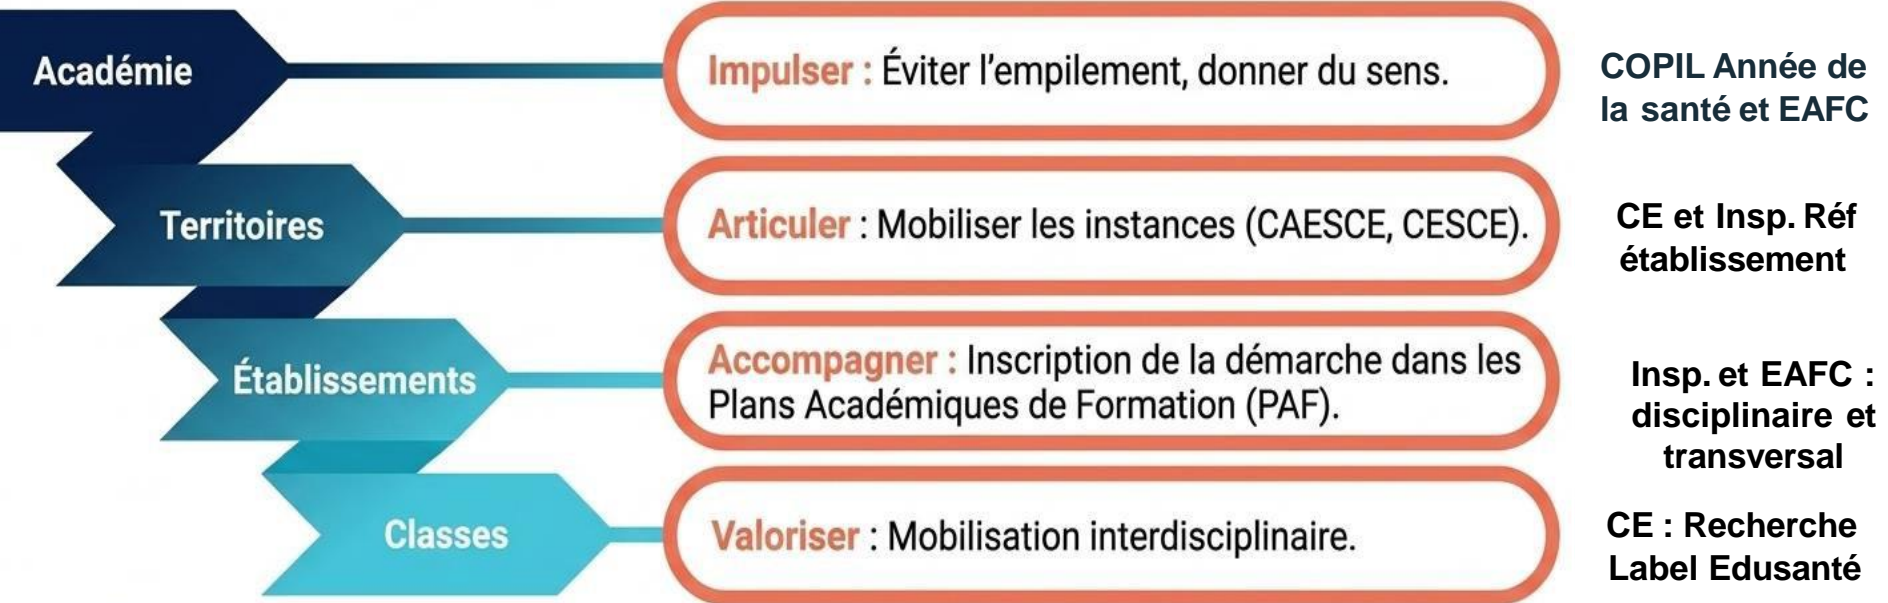 Académie
Impulser : Éviter l'empilement, donner du sens.
COPIL Année de
la santé et EAFC
Territoires
Articuler : Mobiliser les instances (CAESCE, CESCE).
CE et Insp. Réf
établissement
Établissements
Accompagner : Inscription de la démarche dans les
Plans Académiques de Formation (PAF).
Insp. et EAFC :
disciplinaire et
transversal
Classes
Valoriser : Mobilisation interdisciplinaire.
CE : Recherche
Label Edusanté